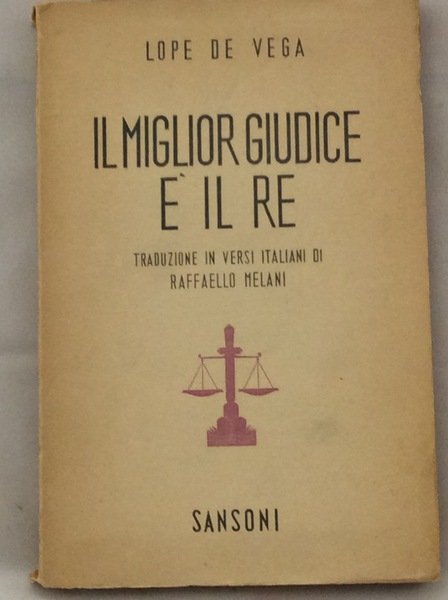 LOPE DE VEGA
IL MIGLIOR GIUDICE
E' IL RE
TRADUZIONE IN VERSI ITALIANI DI
RAFFAELLO MELANI
SANSONI